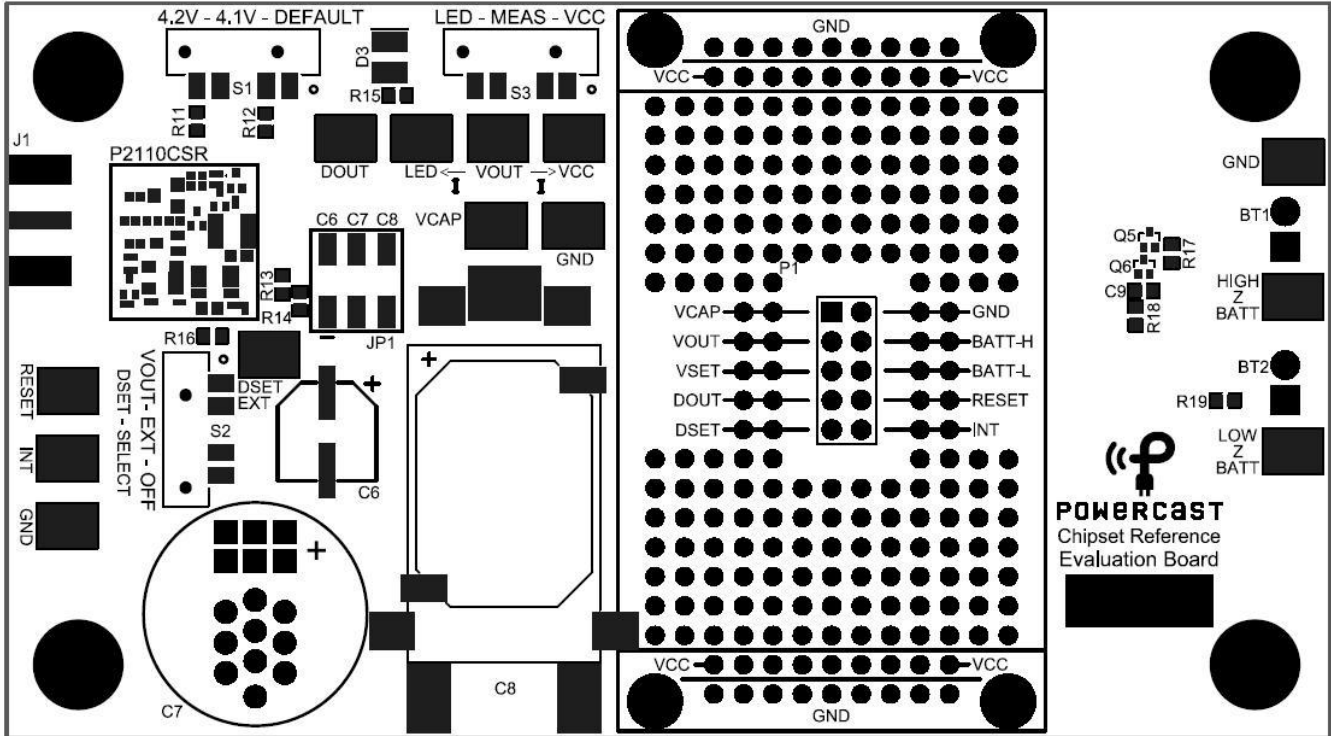 4.2V - 4.1V - DEFAULT
LED - MEAS - VCC
GND
D3
VCC
VCC
S1
S3
R15
R11
R12
J1
P2110CSR
DOUT
LED <— VOUT —> VCC
I I
GND
BT1
C6 C7 C8
VCAP
GND
Q5
R17
P1
Q6
R13
HIGH
Z
BATT
C9
R18
R14
VCAP
GND
R16
JP1
VOUT
BATT-H
+
VSET
BATT-L
BT2
RESET
DSET
EXT
+
DOUT
RESET
R19
VOUT- EXT - OFF
DSET - SELECT
S2
DSET
INT
LOW
Z
BATT
INT
C6
GND
POWERCAST
Chipset Reference
Evaluation Board
+
VCC
VCC
C7
C8
GND